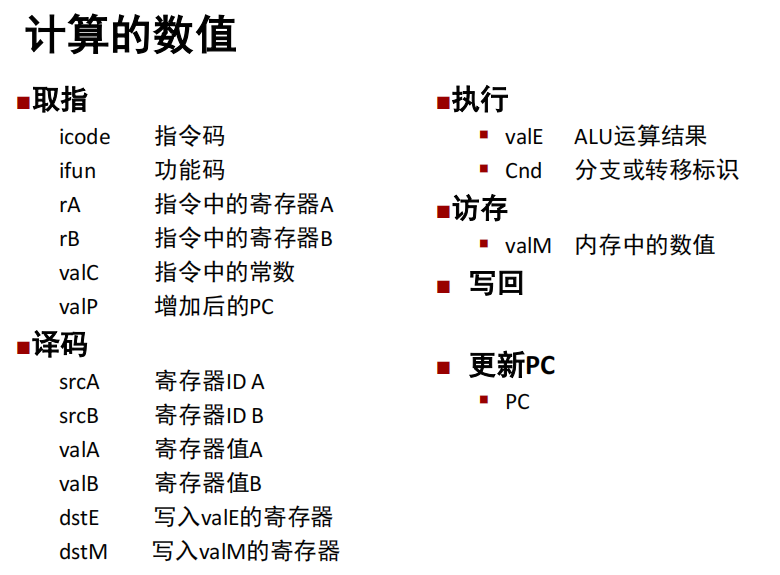 计算的数值
取指
icode 指令码
ifun 功能码
rA 指令中的寄存器A
rB 指令中的寄存器B
valC 指令中的常数
valP 增加后的PC
译码
srcA 寄存器ID A
srcB 寄存器ID B
valA 寄存器值A
valB 寄存器值B
dstE 写入valE的寄存器
dstM 写入valM的寄存器
执行
valE ALU运算结果
Cnd 分支或转移标识
访存
valM 内存中的数值
写回
更新PC
PC